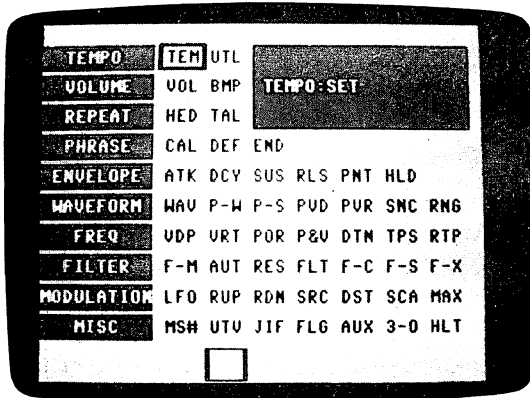 TEMPO TEM UTL
VOLUME VOL BMP TEMPO:SET
REPEAT HED TAL
PHRASE CAL DEF END
ENVELOPE ATK DCY SUS RLS PNT HLD
WAVEFORM WAV P-W P-S PVD PVR SNC RNG
FREQ VDP VRT POR P&V DTN TPS RTP
FILTER F-M AUT RES FLT F-C F-S F-X
MODULATION LFO RUP RDN SRC DST SCA MAX
MISC MS# UTV JIF FLG AUX 3-O HLT